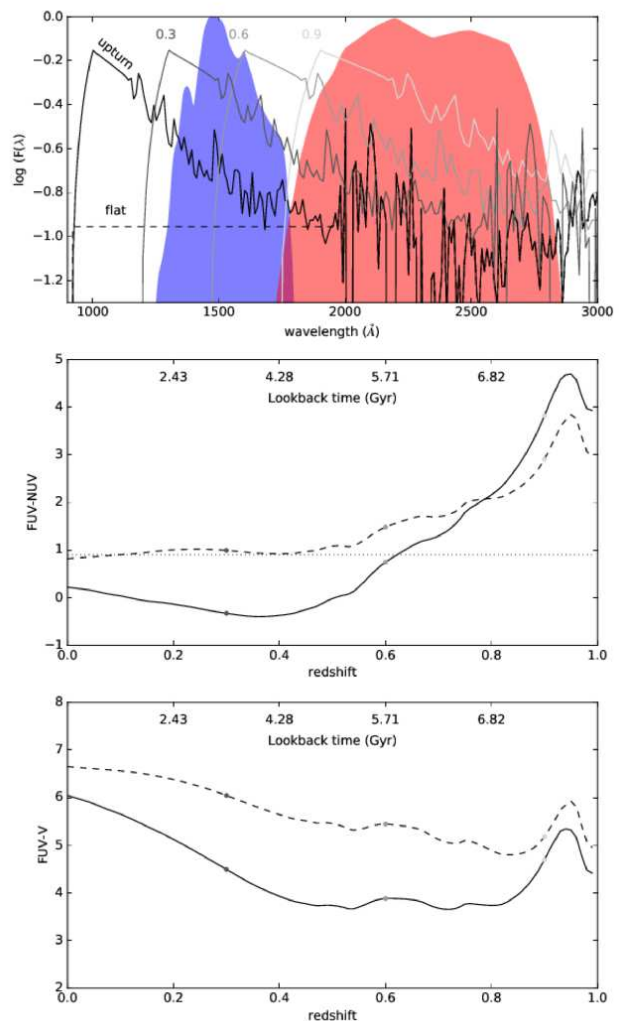 0.0
−0.2
−0.4
−0.6
−0.8
−1.0
−1.2
log (F(λ)
upturn
0.3
0.6
0.9
flat
1000 1500 2000 2500 3000
wavelength (Å)
5
4
3
2
1
0
−1
FUV-NUV
2.43 4.28 5.71 6.82
Lookback time (Gyr)
0.0 0.2 0.4 0.6 0.8 1.0
redshift
8
7
6
5
4
3
2
FUV-V
2.43 4.28 5.71 6.82
Lookback time (Gyr)
0.0 0.2 0.4 0.6 0.8 1.0
redshift